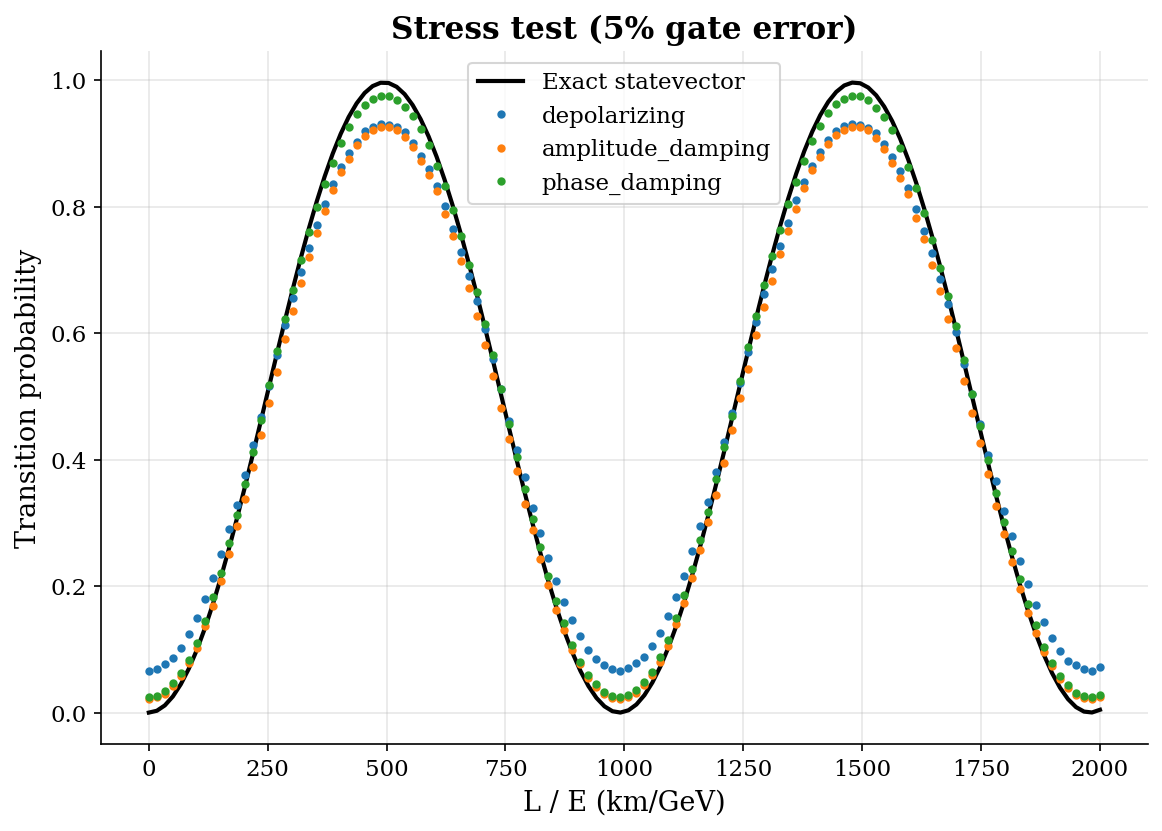 Stress test (5% gate error)
Exact statevector
depolarizing
amplitude_damping
phase_damping
Transition probability
1.0
0.8
0.6
0.4
0.2
0.0
0 250 500 750 1000 1250 1500 1750 2000
L / E (km/GeV)